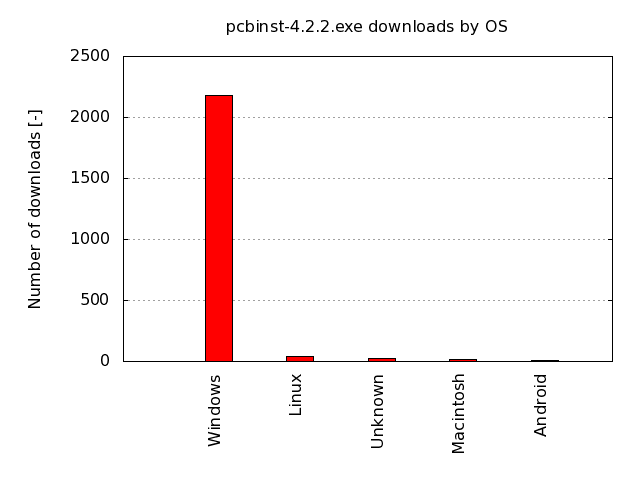 pcbinst-4.2.2.exe downloads by OS
2500
2000
1500
1000
500
0
Number of downloads [-]
Windows
Linux
Unknown
Macintosh
Android